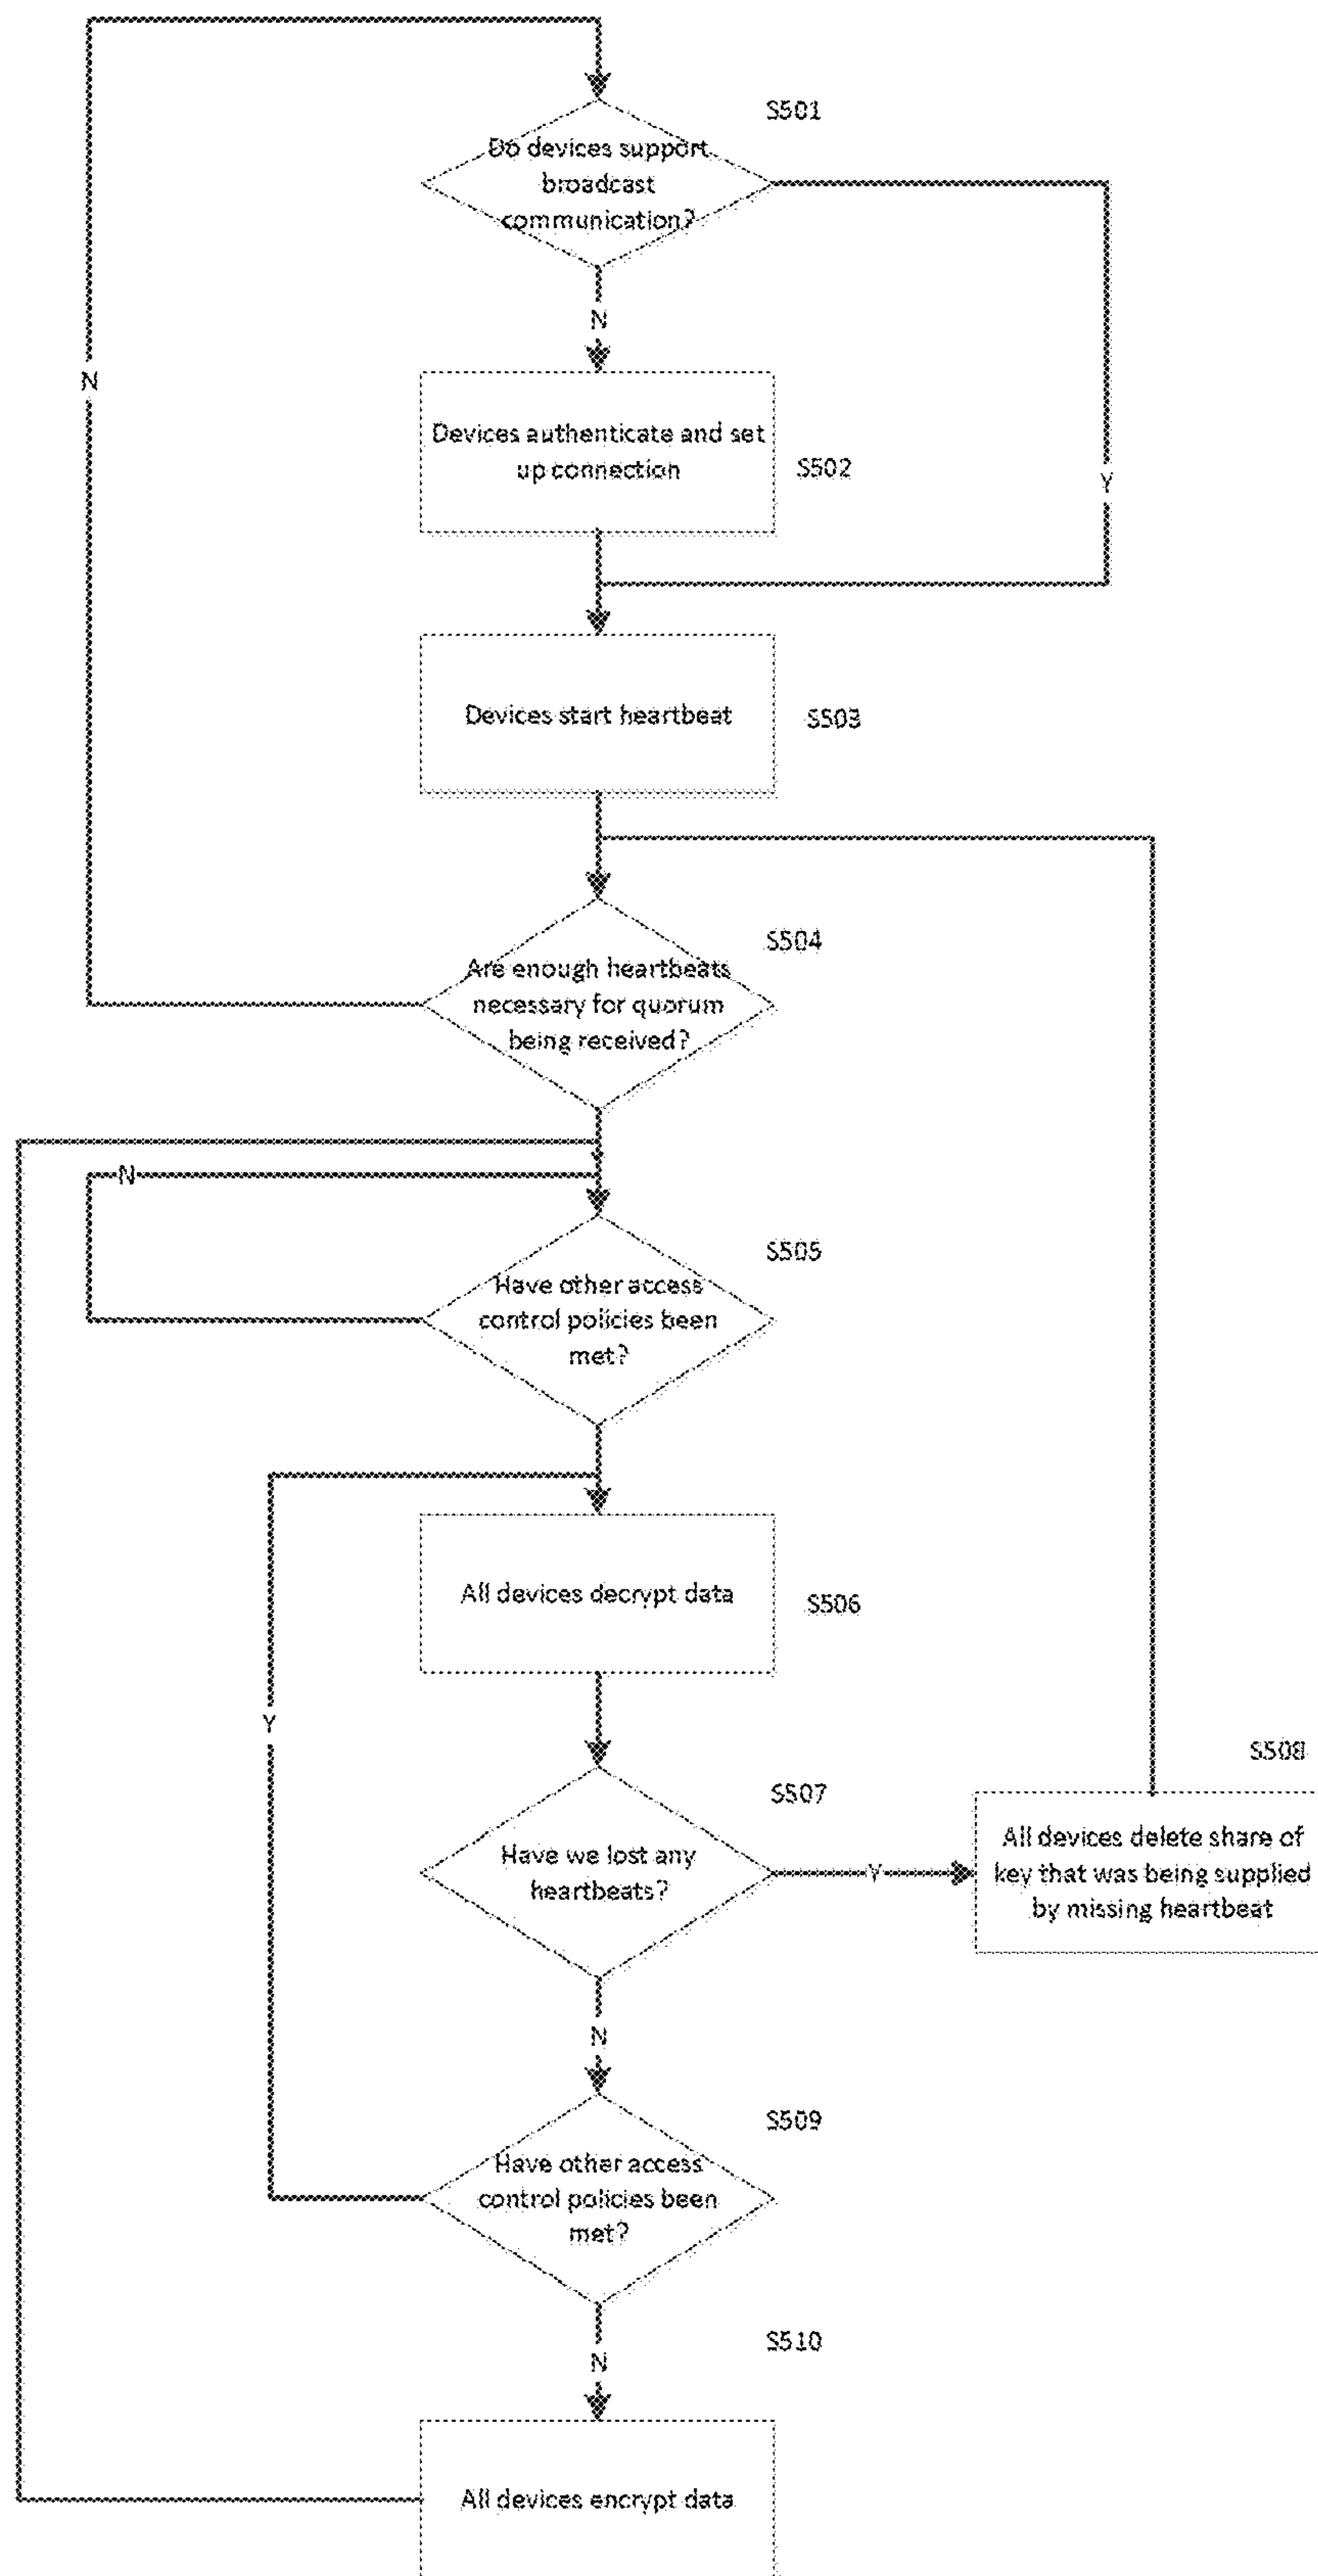 S501
Do devices support
broadcast
communication?
N
N
Devices authenticate and set
up connection
S502
Y
Devices start heartbeat
S503
S504
Are enough heartbeats
necessary for quorum
being received?
N
S505
Have other access
control policies been
met?
All devices decrypt data
S506
Y
S508
S507
All devices delete share of
key that was being supplied
by missing heartbeat
Have we lost any
heartbeats?
Y
N
S509
Have other access
control policies been
met?
S510
N
All devices encrypt data